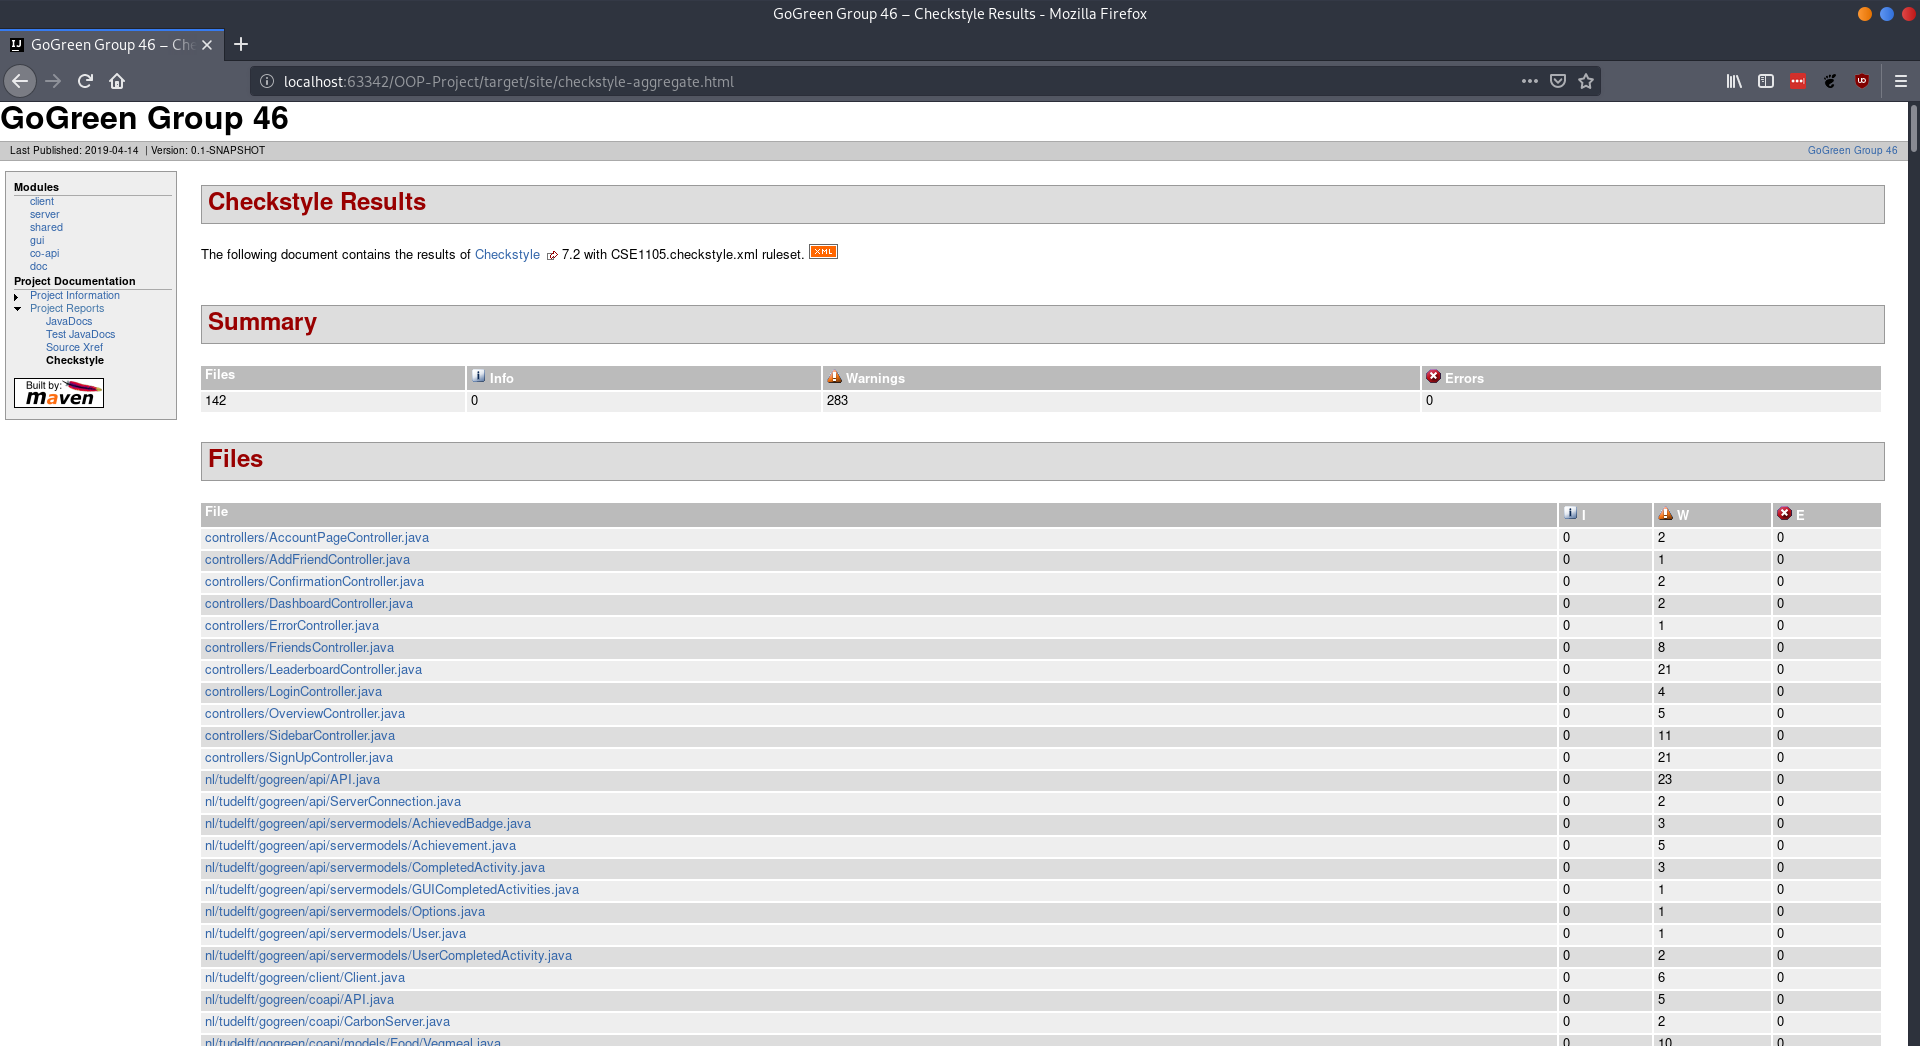 GoGreen Group 46 – Checkstyle Results - Mozilla Firefox
GoGreen Group 46 – Che
localhost:63342/OOP-Project/target/site/checkstyle-aggregate.html
GoGreen Group 46
Last Published: 2019-04-14 | Version: 0.1-SNAPSHOT
GoGreen Group 46
Modules
client
server
shared
gui
co-api
doc
Project Documentation
Project Information
Project Reports
JavaDocs
Test JavaDocs
Source Xref
Checkstyle
Built by:
maven
Checkstyle Results
The following document contains the results of Checkstyle 7.2 with CSE1105.checkstyle.xml ruleset. XML
Summary
Files Info Warnings Errors
142 0 283 0
Files
File I W E
controllers/AccountPageController.java 0 2 0
controllers/AddFriendController.java 0 1 0
controllers/ConfirmationController.java 0 2 0
controllers/DashboardController.java 0 2 0
controllers/ErrorController.java 0 1 0
controllers/FriendsController.java 0 8 0
controllers/LeaderboardController.java 0 21 0
controllers/LoginController.java 0 4 0
controllers/OverviewController.java 0 5 0
controllers/SidebarController.java 0 11 0
controllers/SignUpController.java 0 21 0
nl/tudelft/gogreen/api/API.java 0 23 0
nl/tudelft/gogreen/api/ServerConnection.java 0 2 0
nl/tudelft/gogreen/api/servermodels/AchievedBadge.java 0 3 0
nl/tudelft/gogreen/api/servermodels/Achievement.java 0 5 0
nl/tudelft/gogreen/api/servermodels/CompletedActivity.java 0 3 0
nl/tudelft/gogreen/api/servermodels/GUICompletedActivities.java 0 1 0
nl/tudelft/gogreen/api/servermodels/Options.java 0 1 0
nl/tudelft/gogreen/api/servermodels/User.java 0 1 0
nl/tudelft/gogreen/api/servermodels/UserCompletedActivity.java 0 2 0
nl/tudelft/gogreen/client/Client.java 0 6 0
nl/tudelft/gogreen/coapi/API.java 0 5 0
nl/tudelft/gogreen/coapi/CarbonServer.java 0 2 0
nl/tudelft/gogreen/coapi/models/Food/Vegmeal.java 0 10 0